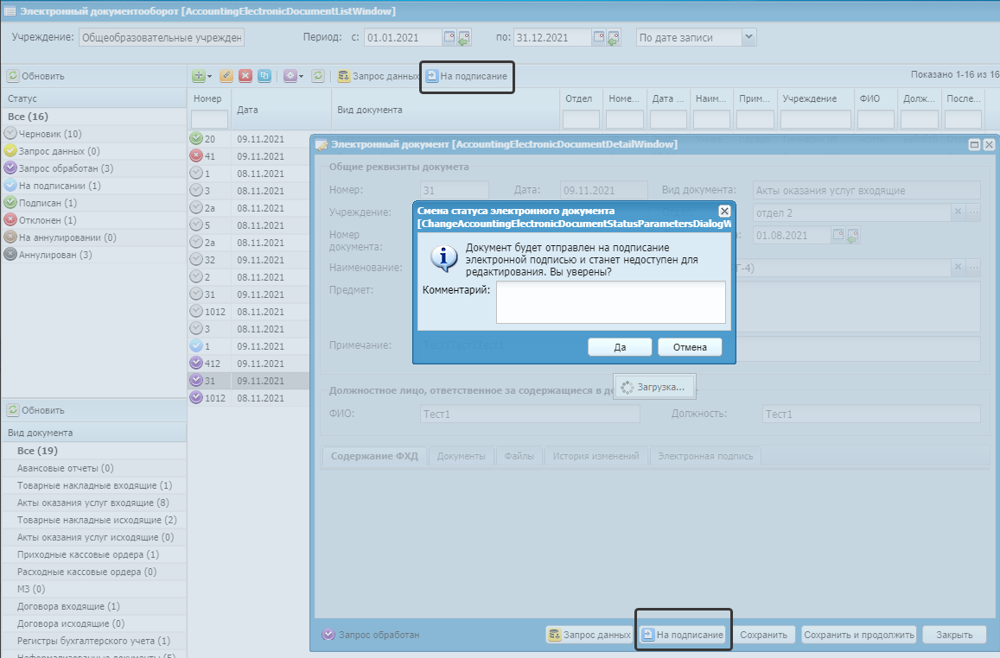 Электронный документооборот [AccountingElectronicDocumentListWindow]
Учреждение: Общеобразовательные учрежден Период: с: 01.01.2021 по: 31.12.2021 По дате записи
Обновить Запрос данных На подписание Показано 1-16 из 16
Статус
Все (16)
Черновик (10)
Запрос данных (0)
Запрос обработан (3)
На подписании (1)
Подписан (1)
Отклонен (1)
На аннулировании (0)
Аннулирован (3)
Обновить
Вид документа
Все (19)
Авансовые отчеты (0)
Товарные накладные входящие (1)
Акты оказания услуг входящие (8)
Товарные накладные исходящие (2)
Акты оказания услуг исходящие (0)
Приходные кассовые ордера (1)
Расходные кассовые ордера (0)
МЗ (0)
Договора входящие (1)
Договора исходящие (0)
Регистры бухгалтерского учета (1)
Неформализованные документы (5)
Номер Дата Вид документа Отдел Номе... Дата ... Наим... Прим... Учреждение ФИО Долж... После...
20 09.11.2021
41 09.11.2021
1 08.11.2021
3 08.11.2021
2а 08.11.2021
5 08.11.2021
2а 08.11.2021
32 09.11.2021
2 08.11.2021
31 09.11.2021
1012 08.11.2021
3 08.11.2021
1 09.11.2021
412 09.11.2021
31 09.11.2021
1012 08.11.2021
Электронный документ [AccountingElectronicDocumentDetailWindow]
Общие реквизиты докумета
Номер: 31 Дата: 09.11.2021 Вид документа: Акты оказания услуг входящие
Учреждение: отдел 2
Номер документа: 01.08.2021
Наименование: Г-4)
Предмет:
Примечание:
Смена статуса электронного документа
[ChangeAccountingElectronicDocumentStatusParametersDialogW
Документ будет отправлен на подписание
электронной подписью и станет недоступен для
редактирования. Вы уверены?
Комментарий:
Да Отмена
Загрузка...
Должностное лицо, ответственное за содержащиеся в д
ФИО: Тест1 Должность: Тест1
Содержание ФХД Документы Файлы История изменений Электронная подпись
Запрос обработан Запрос данных На подписание Сохранить Сохранить и продолжить Закрыть